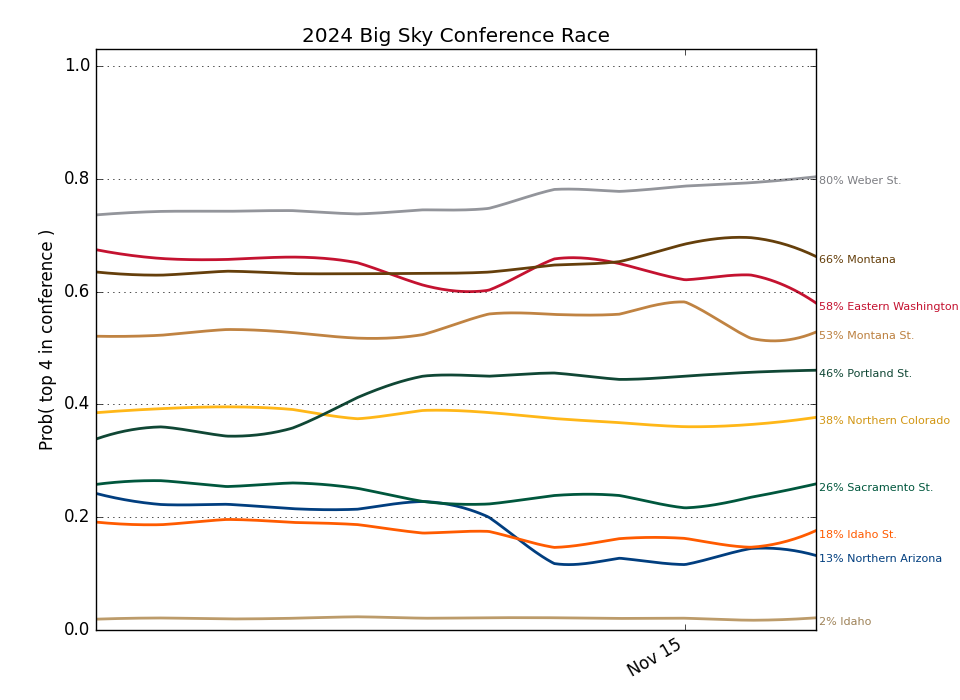 2024 Big Sky Conference Race
Prob( top 4 in conference )
1.0
0.8
0.6
0.4
0.2
0.0
80% Weber St.
66% Montana
58% Eastern Washington
53% Montana St.
46% Portland St.
38% Northern Colorado
26% Sacramento St.
18% Idaho St.
13% Northern Arizona
2% Idaho
Nov 15